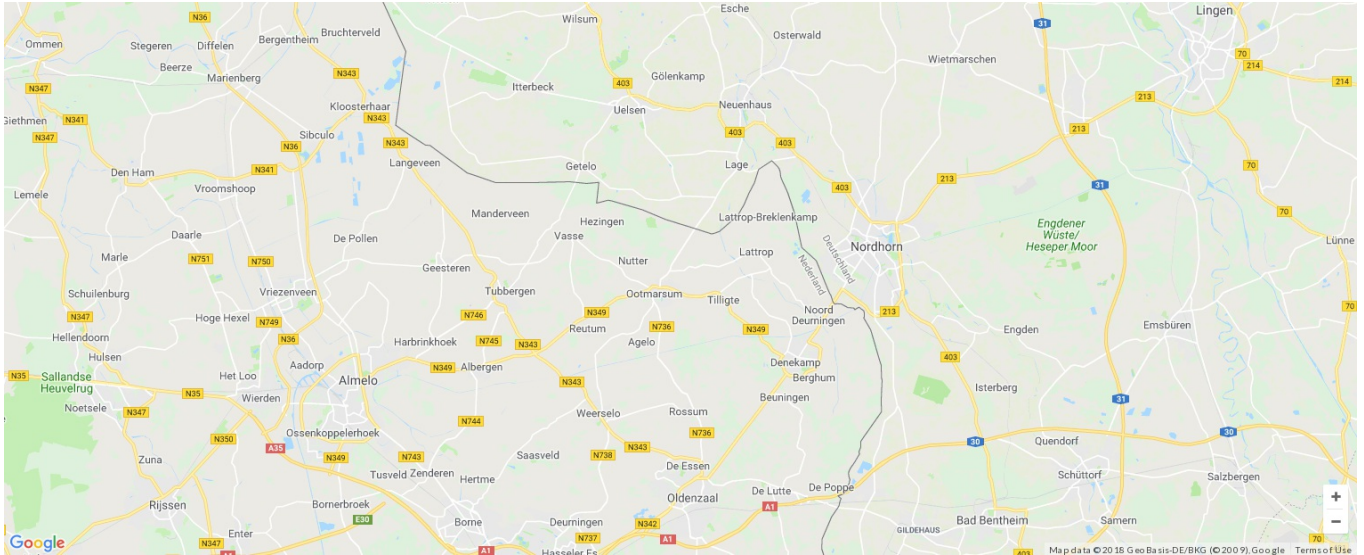 Esche
Lingen
N36
Wilsum
31
Bruchterveld
Ommen
Stegeren
Diffelen
Bergentheim
Osterwald
70
Wietmarschen
Beerze
N343
214
214
Marienberg
Gölenkamp
N347
Itterbeck
403
213
Kloosterhaar
Neuenhaus
Uelsen
Giethmen
N341
N343
213
Sibculo
403
N347
N36
N343
403
Langeveen
Getelo
Lage
70
Den Ham
N341
213
31
Vroomshoop
403
Lemele
Manderveen
Lattrop-Breklenkamp
70
Hezingen
Engdener
Wüste/
Heseper Moor
Daarle
De Pollen
Vasse
Nordhorn
Lünne
Marle
N751
N750
Nutter
Lattrop
Deutschland
Nederland
Geesteren
Schuilenburg
Vriezenveen
Tubbergen
Ootmarsum
Tilligte
70
N347
Hoge Hexel
N749
N746
N349
Noord
Deurningen
213
Reutum
N736
N349
Engden
Emsbüren
Hellendoorn
N36
Harbrinkhoek
N745
N343
Agelo
Hulsen
Aadorp
N349
Albergen
Denekamp
403
Sallandse
Heuvelrug
N35
Het Loo
Almelo
N343
Berghum
Isterberg
N35
Wierden
Beuningen
31
Noetsele
N347
Weerselo
Rossum
N744
Ossenkoppelerhoek
N736
30
N350
A35
N343
30
Quendorf
Zuna
N349
N743
Saasveld
N738
De Essen
Tusveld
Zenderen
Hertme
De Lutte
De Poppe
Schüttorf
Salzbergen
Rijssen
Bornerbroek
Oldenzaal
A1
E30
Borne
Deurningen
N342
Bad Bentheim
Samern
Enter
N737
A1
GILDEHAUS
N347
A1
Hasseler Es
Google
Map data ©2018 GeoBasis-DE/BKG (©2009), Google
Terms of Use